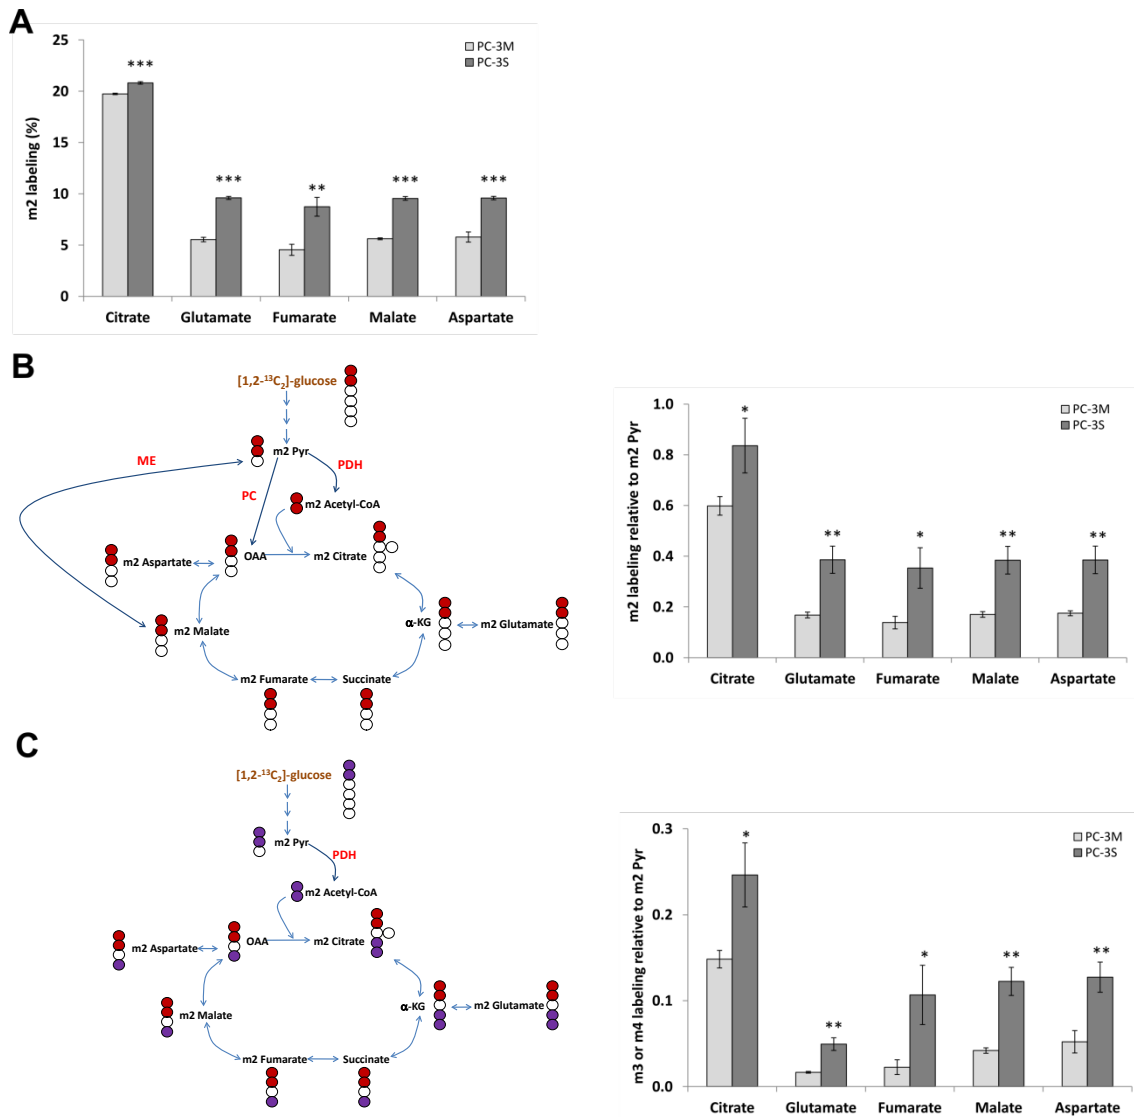 A
25
20
15
10
5
0
m2 labeling (%)
PC-3M
PC-3S
***
***
**
***
***
Citrate Glutamate Fumarate Malate Aspartate
B
[1,2-¹³C₂]-glucose
m2 Pyr
ME
PDH
PC
m2 Acetyl-CoA
m2 Aspartate
OAA
m2 Citrate
m2 Malate
α-KG
m2 Glutamate
m2 Fumarate
Succinate
1.0
0.8
0.6
0.4
0.2
0.0
m2 labeling relative to m2 Pyr
PC-3M
PC-3S
*
**
*
**
**
Citrate Glutamate Fumarate Malate Aspartate
C
[1,2-¹³C₂]-glucose
m2 Pyr
PDH
m2 Acetyl-CoA
m2 Aspartate
OAA
m2 Citrate
m2 Malate
α-KG
m2 Glutamate
m2 Fumarate
Succinate
0.3
0.2
0.1
0.0
m3 or m4 labeling relative to m2 Pyr
PC-3M
PC-3S
*
**
*
**
**
Citrate Glutamate Fumarate Malate Aspartate